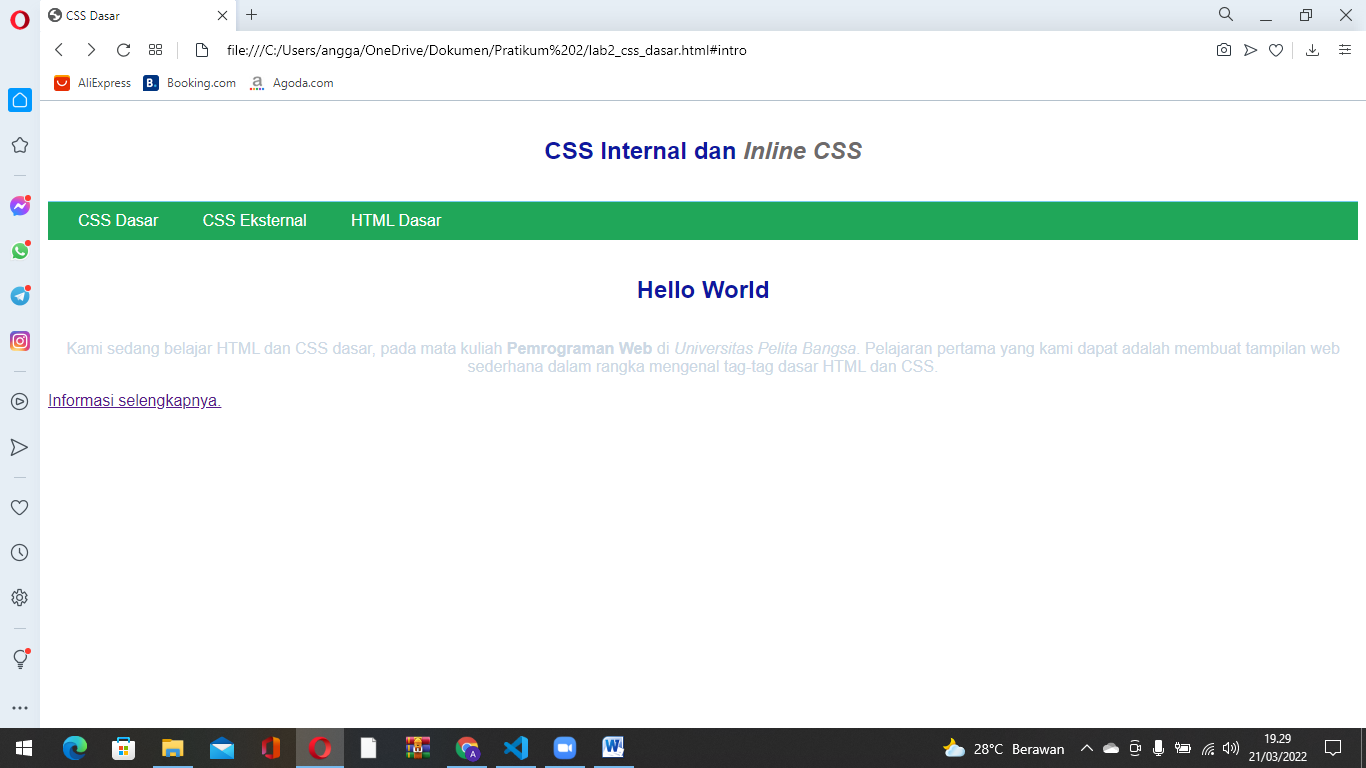 CSS Dasar
file:///C:/Users/angga/OneDrive/Dokumen/Pratikum%202/lab2_css_dasar.html#intro
AliExpress B. Booking.com a Agoda.com
CSS Internal dan Inline CSS
CSS Dasar CSS Eksternal HTML Dasar
Hello World
Kami sedang belajar HTML dan CSS dasar, pada mata kuliah Pemrograman Web di Universitas Pelita Bangsa. Pelajaran pertama yang kami dapat adalah membuat tampilan web
sederhana dalam rangka mengenal tag-tag dasar HTML dan CSS.
Informasi selengkapnya.
A W 28°C Berawan 19.29
21/03/2022